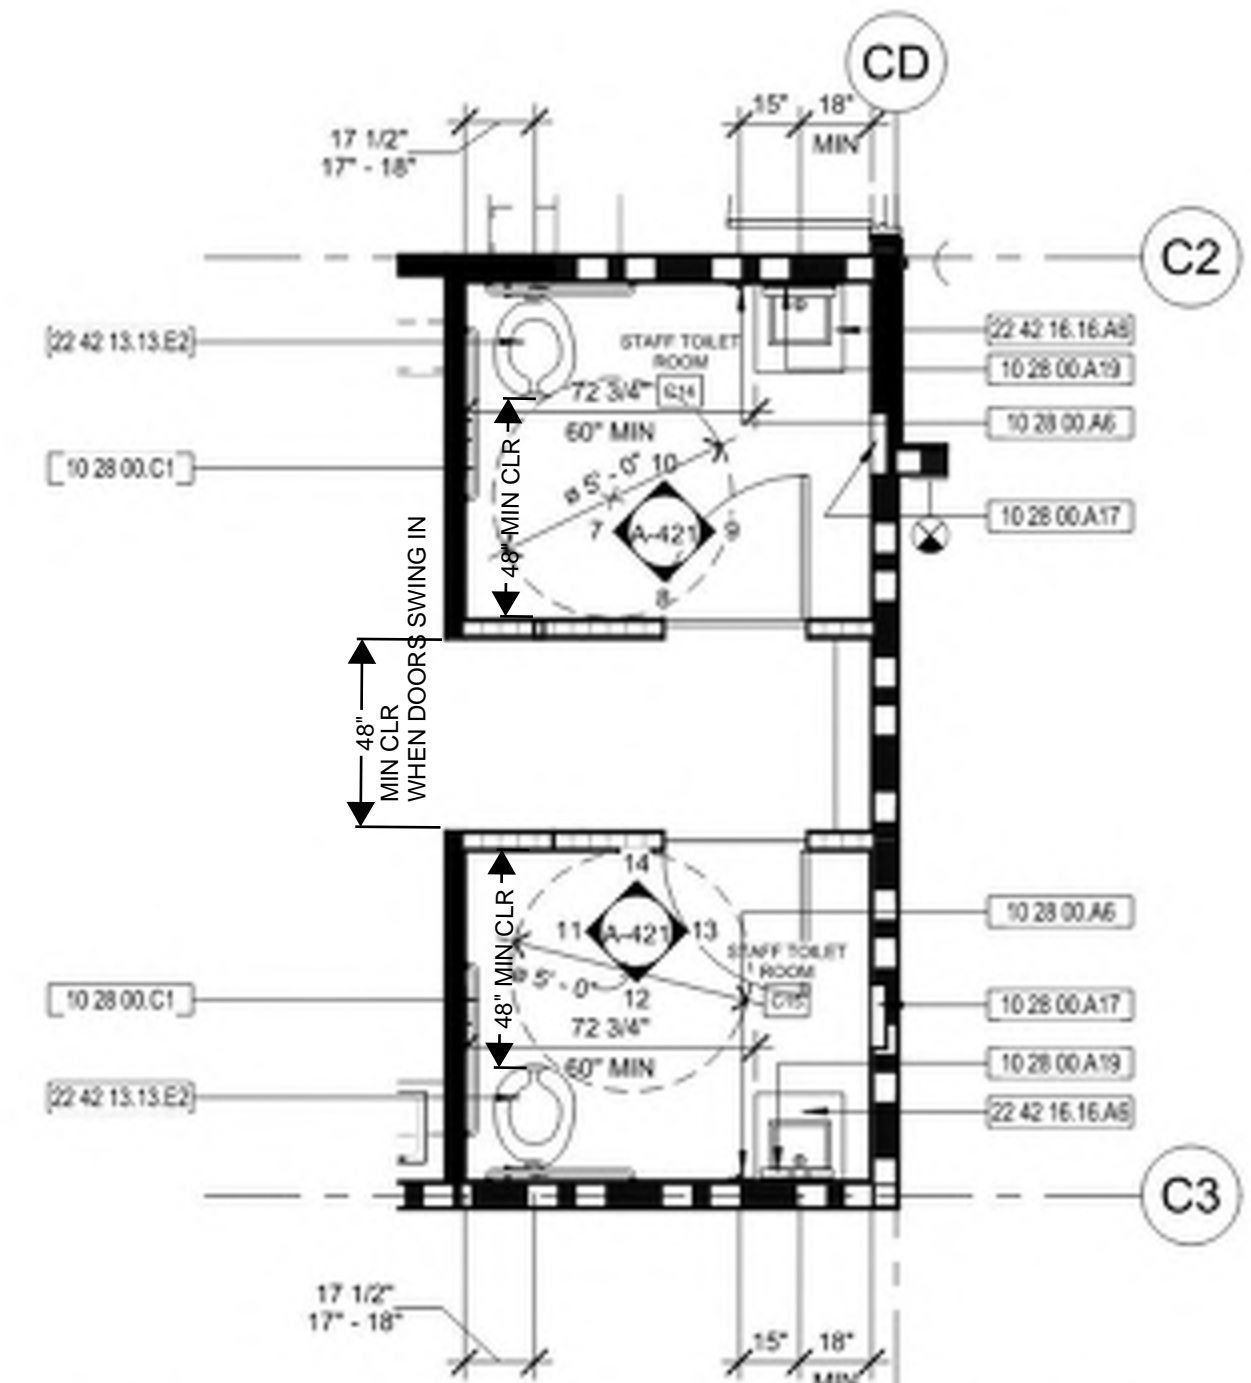 CD
15" 18"
MIN
17 1/2"
17" - 18"
C2
22 42 13.13.E2
22 42 16.16.A6
STAFF TOILET
ROOM
10 28 00.A19
72 3/4" C14
10 28 00.A6
60" MIN
48" MIN CLR
10 28 00.C1
ø 5' - 0" 10
7 A-421 9
8
10 28 00.A17
48"
MIN CLR
WHEN DOORS SWING IN
14
11 A-421 13
12
48" MIN CLR
10 28 00.A6
STAFF TOILET
ROOM
C15
ø 5' - 0"
10 28 00.C1
10 28 00.A17
72 3/4"
60" MIN
10 28 00.A19
22 42 13.13.E2
22 42 16.16.A6
C3
17 1/2"
17" - 18"
15" 18"
MIN